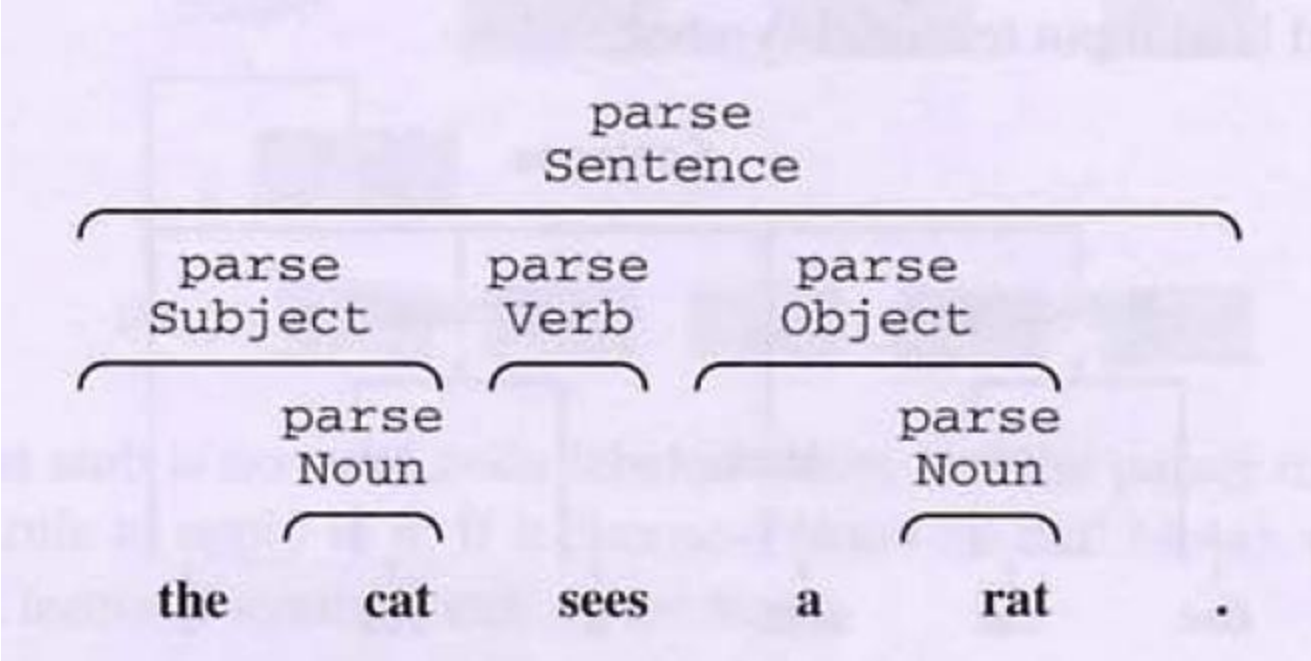 parse
Sentence
parse parse parse
Subject Verb Object
parse parse
Noun Noun
the cat sees a rat .